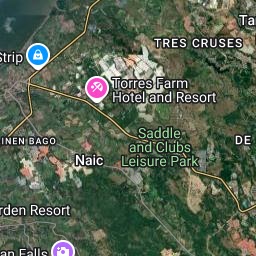 Ta
TRES CRUSES
Strip
Torres Farm
Hotel and Resort
Saddle
and Clubs
Leisure Park
DE
INEN BAGO
Naic
rden Resort
an Falls